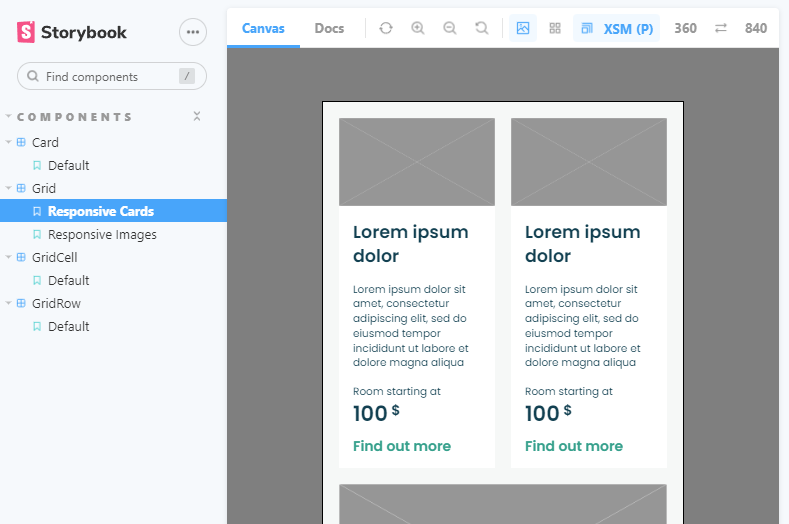 Storybook
Find components
/
COMPONENTS
Card
Default
Grid
Responsive Cards
Responsive Images
GridCell
Default
GridRow
Default
Canvas Docs XSM (P) 360 840
Lorem ipsum
dolor
Lorem ipsum dolor sit
amet, consectetur
adipiscing elit, sed do
eiusmod tempor
incididunt ut labore et
dolore magna aliqua
Room starting at
100 $
Find out more
Lorem ipsum
dolor
Lorem ipsum dolor sit
amet, consectetur
adipiscing elit, sed do
eiusmod tempor
incididunt ut labore et
dolore magna aliqua
Room starting at
100 $
Find out more